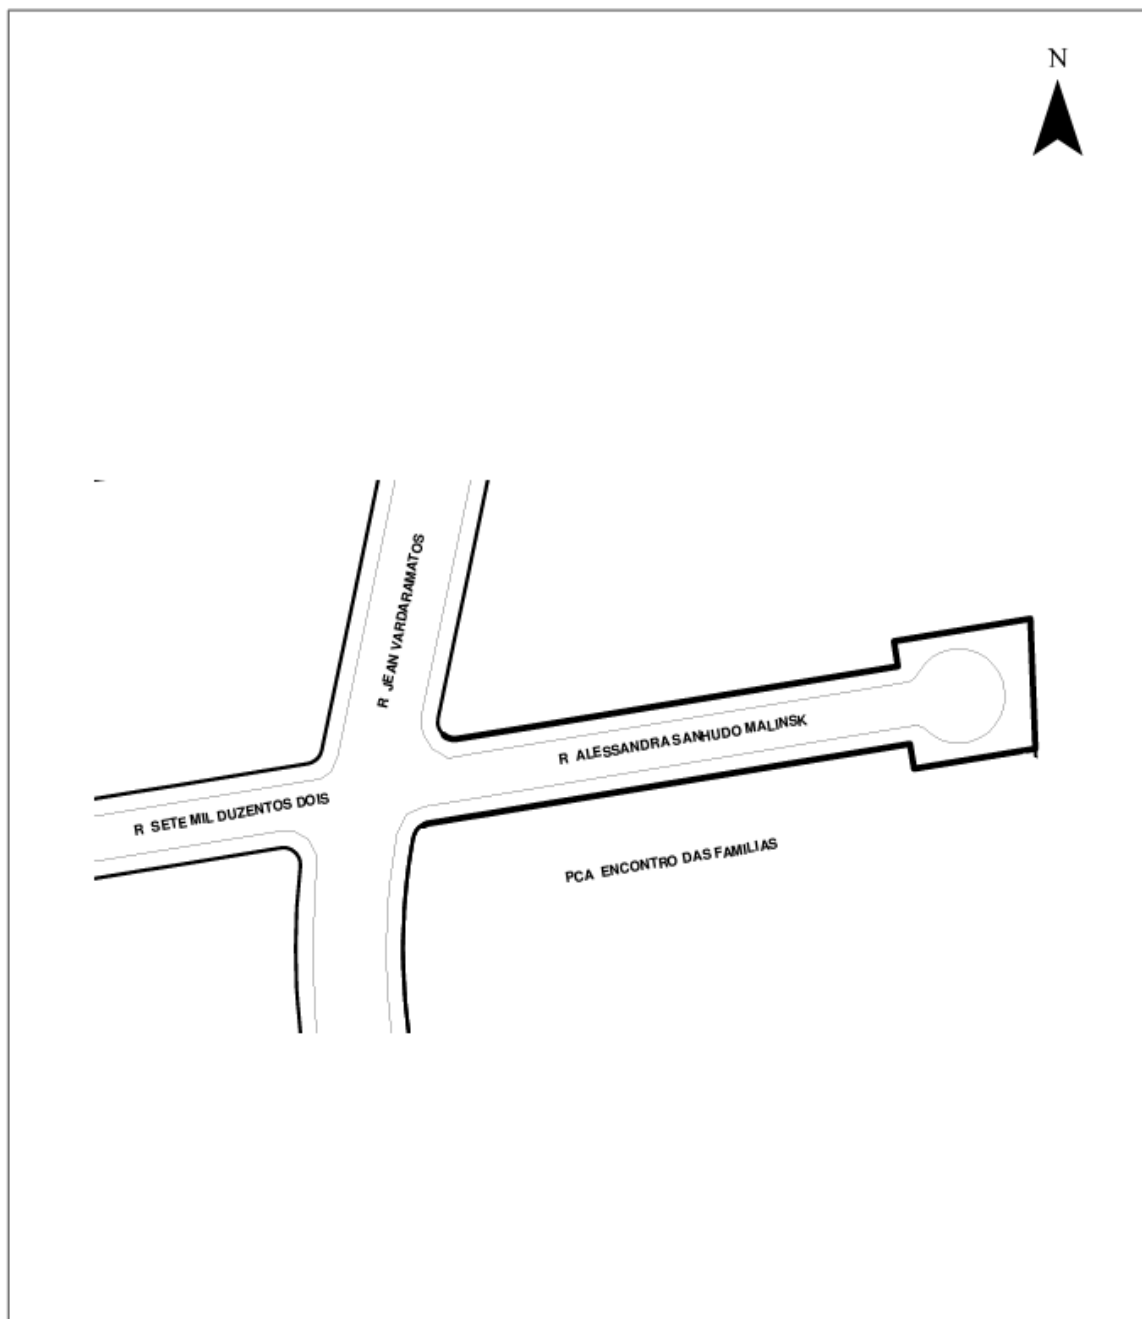 N
R JEAN VARDARAMATOS
R ALESSANDRA SANHUDO MALINSK
R SETE MIL DUZENTOS DOIS
PCA ENCONTRO DAS FAMILIAS